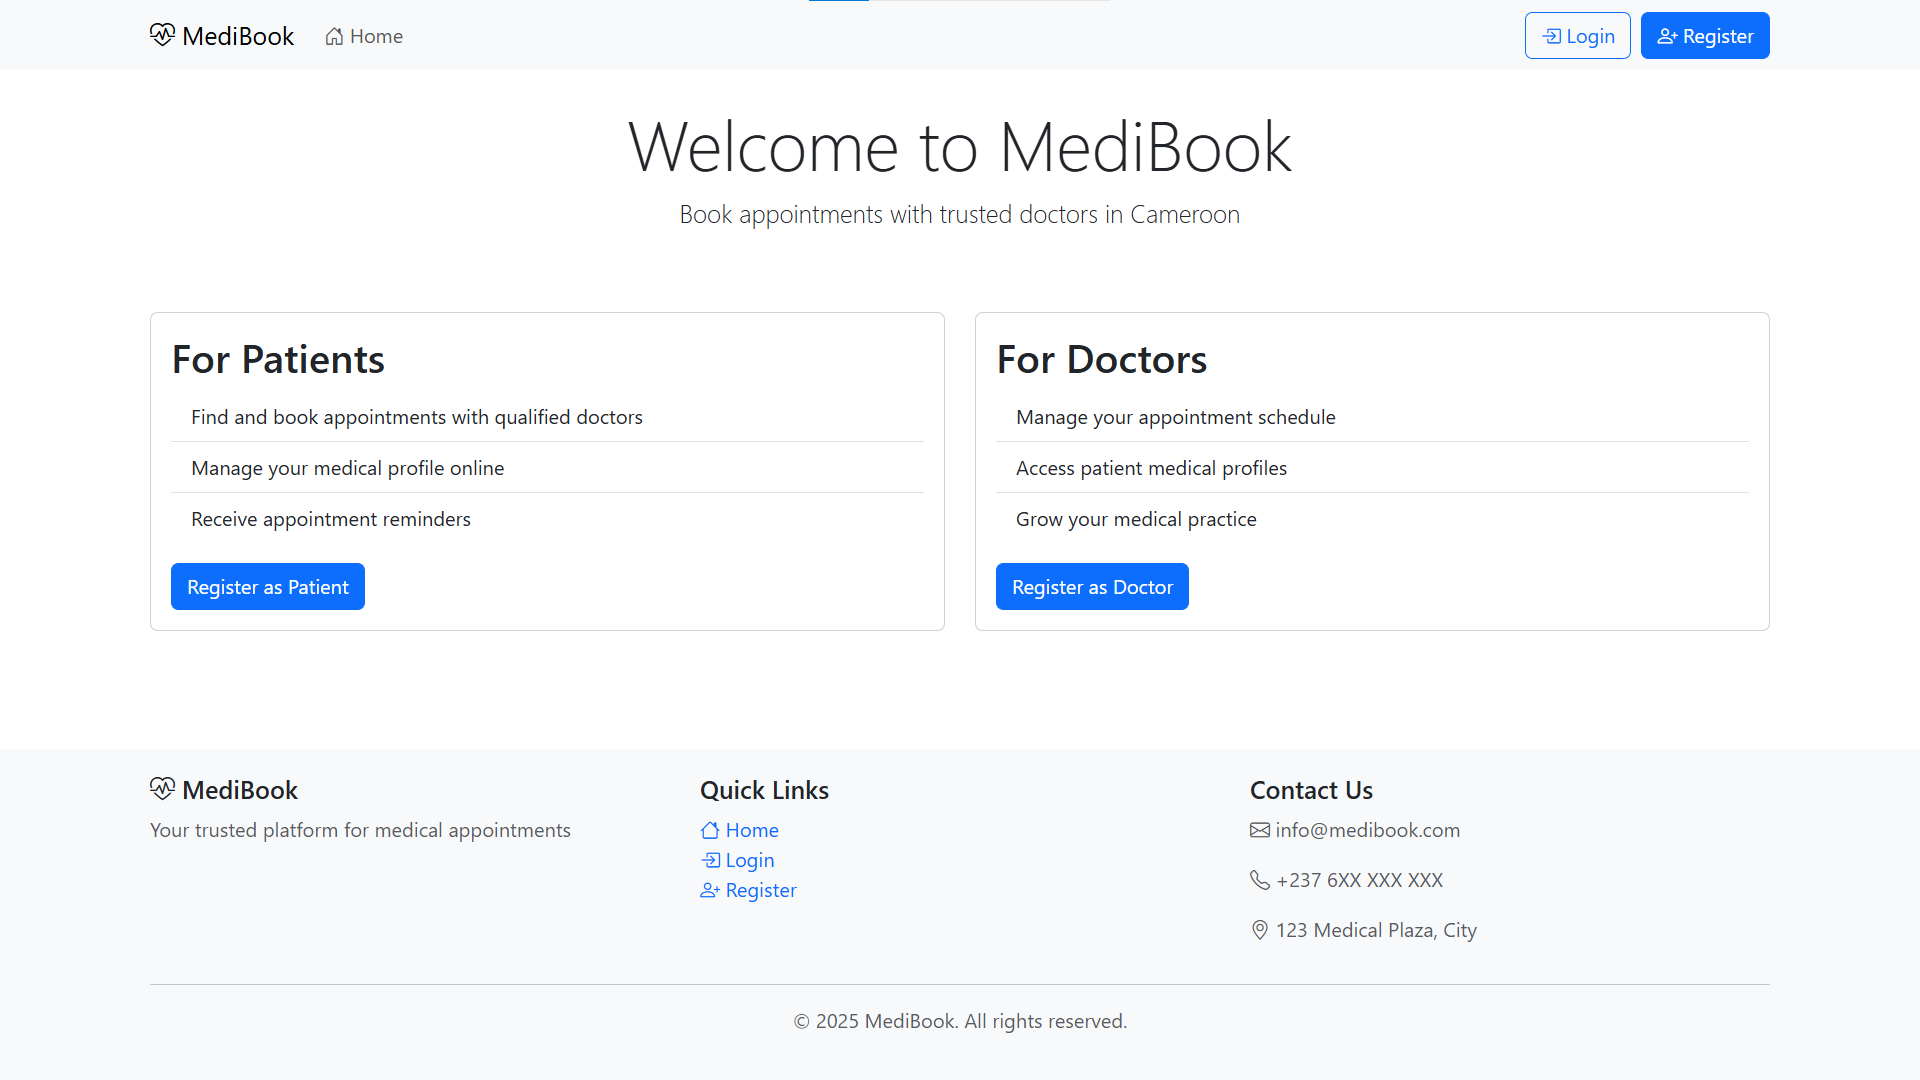 MediBook
Home
Login
Register
Welcome to MediBook
Book appointments with trusted doctors in Cameroon
For Patients
Find and book appointments with qualified doctors
Manage your medical profile online
Receive appointment reminders
Register as Patient
For Doctors
Manage your appointment schedule
Access patient medical profiles
Grow your medical practice
Register as Doctor
MediBook
Your trusted platform for medical appointments
Quick Links
Home
Login
Register
Contact Us
info@medibook.com
+237 6XX XXX XXX
123 Medical Plaza, City
© 2025 MediBook. All rights reserved.